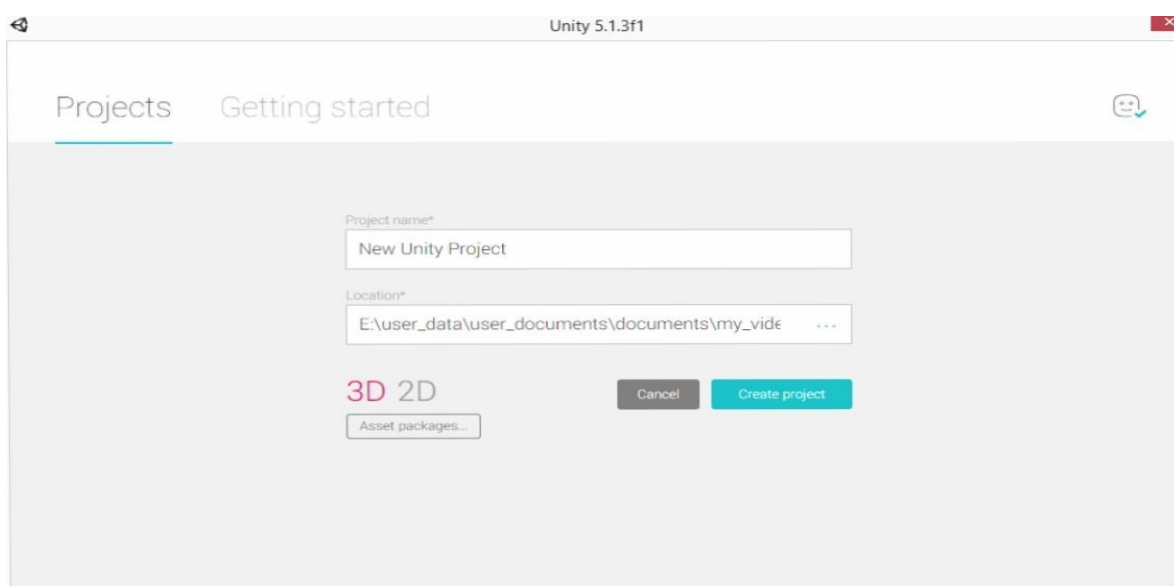 Unity 5.1.3f1
Projects Getting started
Project name*
New Unity Project
Location*
E:\user_data\user_documents\documents\my_vide ...
3D 2D Cancel Create project
Asset packages...